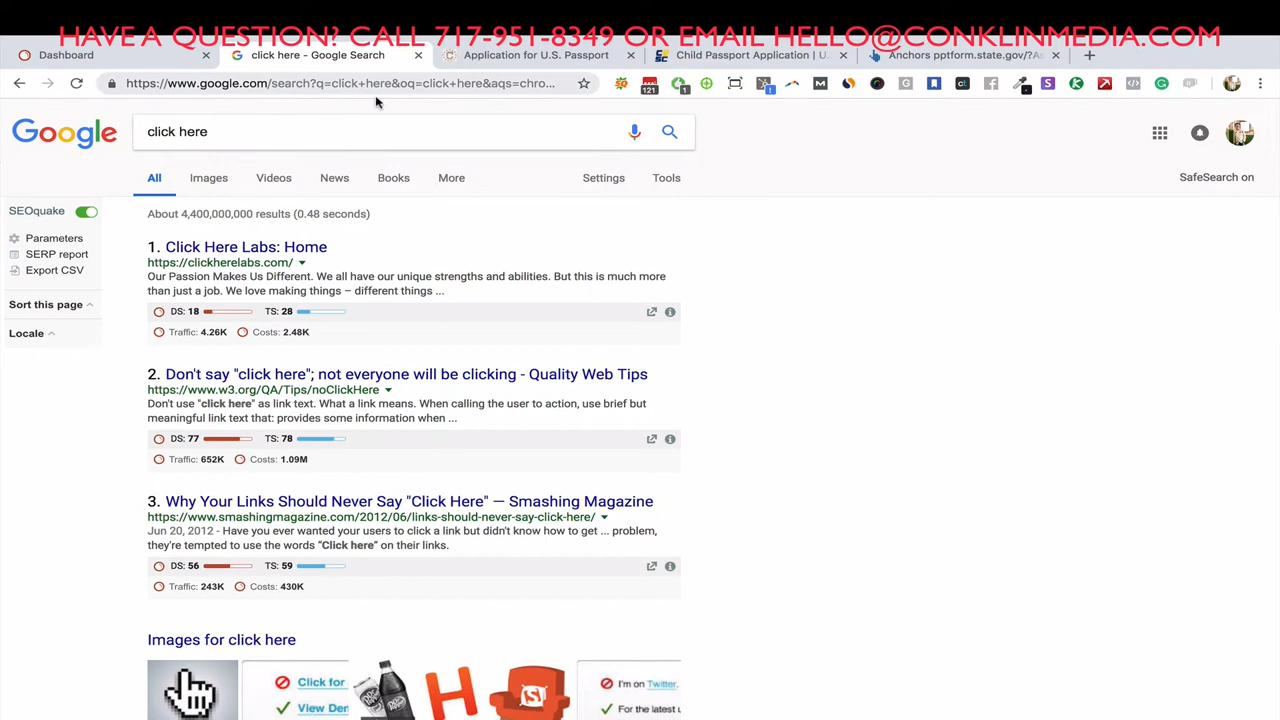 HAVE A QUESTION? CALL 717-951-8349 OR EMAIL HELLO@CONKLINMEDIA.COM
Dashboard
click here - Google Search
Application for U.S. Passport
Child Passport Application | U.
Anchors pptform.state.gov/?As
https://www.google.com/search?q=click+here&oq=click+here&aqs=chro...
121
1
Google
click here
All Images Videos News Books More Settings Tools
SafeSearch on
SEOquake
Parameters
SERP report
Export CSV
Sort this page
Locale
About 4,400,000,000 results (0.48 seconds)
1. Click Here Labs: Home
https://clickherelabs.com/
Our Passion Makes Us Different. We all have our unique strengths and abilities. But this is much more
than just a job. We love making things – different things ...
DS: 18 TS: 28
Traffic: 4.26K Costs: 2.48K
2. Don't say "click here"; not everyone will be clicking - Quality Web Tips
https://www.w3.org/QA/Tips/noClickHere
Don't use "click here" as link text. What a link means. When calling the user to action, use brief but
meaningful link text that: provides some information when ...
DS: 77 TS: 78
Traffic: 652K Costs: 1.09M
3. Why Your Links Should Never Say "Click Here" — Smashing Magazine
https://www.smashingmagazine.com/2012/06/links-should-never-say-click-here/
Jun 20, 2012 - Have you ever wanted your users to click a link but didn't know how to get ... problem,
they're tempted to use the words "Click here" on their links.
DS: 56 TS: 59
Traffic: 243K Costs: 430K
Images for click here
Click for
View Den
I'm on Twitter.
For the latest u